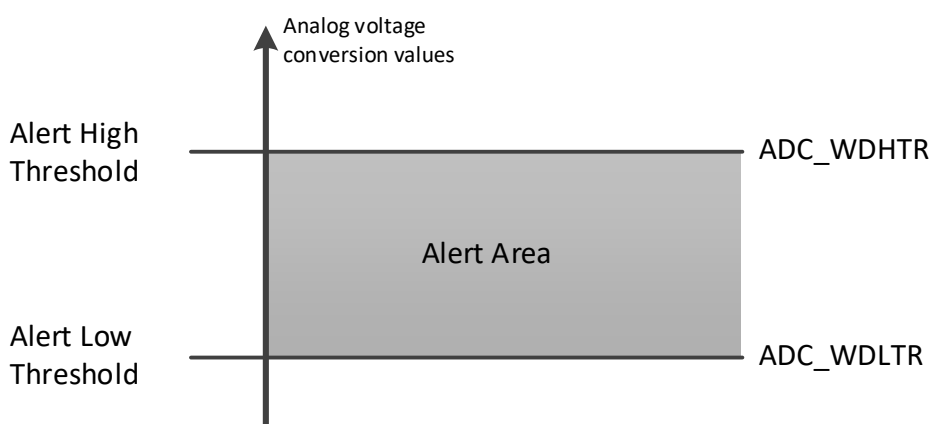 Analog voltage
conversion values
Alert High
Threshold
ADC_WDHTR
Alert Area
Alert Low
Threshold
ADC_WDLTR